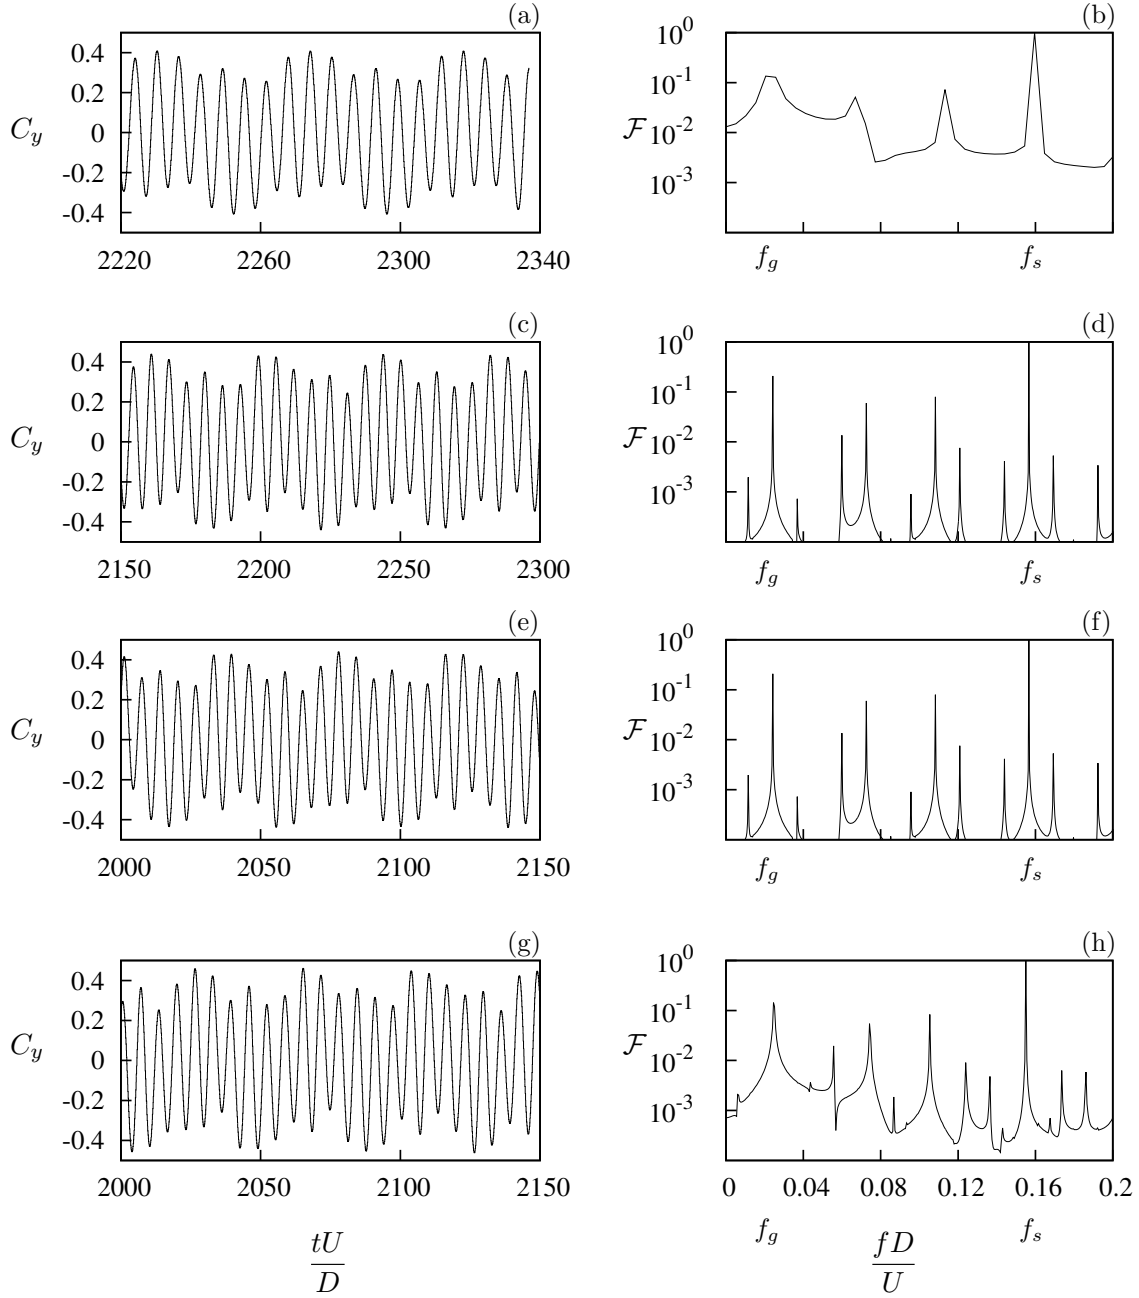 (a) (b)
0.4
0.2
0
-0.2
-0.4
C_y
2220 2260 2300 2340
10^0
10^-1
ℱ 10^-2
10^-3
f_g f_s
(c) (d)
0.4
0.2
0
-0.2
-0.4
C_y
2150 2200 2250 2300
10^0
10^-1
ℱ 10^-2
10^-3
f_g f_s
(e) (f)
0.4
0.2
0
-0.2
-0.4
C_y
2000 2050 2100 2150
10^0
10^-1
ℱ 10^-2
10^-3
f_g f_s
(g) (h)
0.4
0.2
0
-0.2
-0.4
C_y
2000 2050 2100 2150
10^0
10^-1
ℱ 10^-2
10^-3
0 0.04 0.08 0.12 0.16 0.2
f_g f_s
tU
D
fD
U